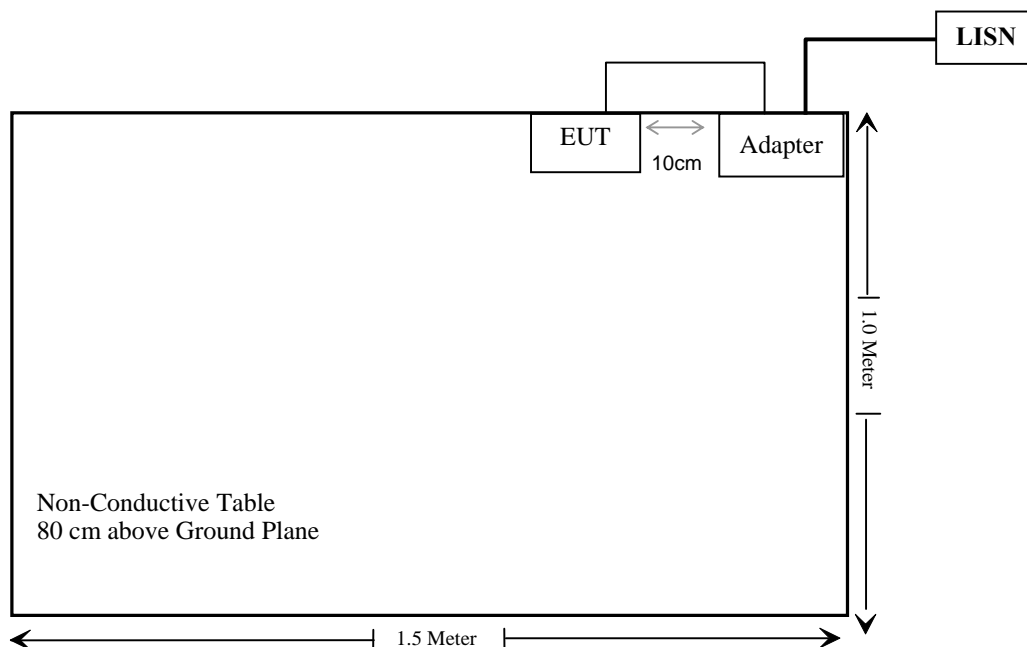 LISN
EUT
Adapter
10cm
1.0 Meter
Non-Conductive Table
80 cm above Ground Plane
1.5 Meter